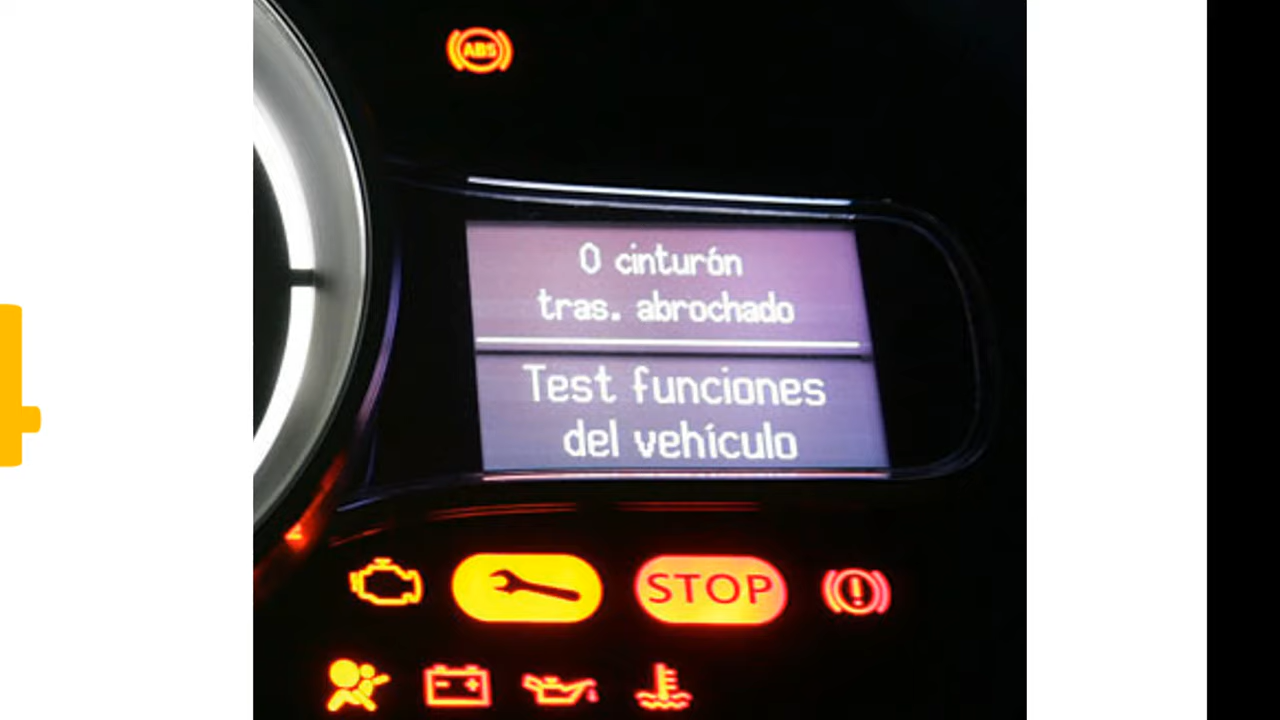 ABS
0 cinturón
tras. abrochado
Test funciones
del vehículo
STOP